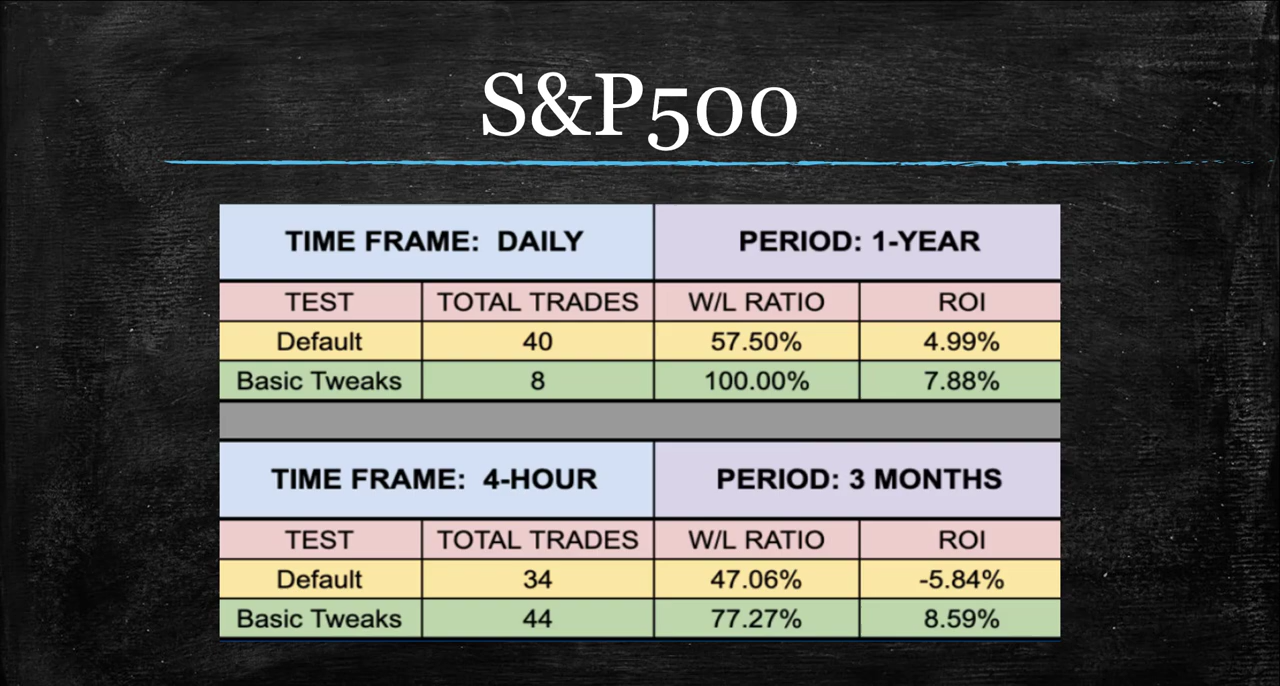 S&P500
TIME FRAME:  DAILY PERIOD: 1-YEAR
TEST TOTAL TRADES W/L RATIO ROI
Default 40 57.50% 4.99%
Basic Tweaks 8 100.00% 7.88%
TIME FRAME:  4-HOUR PERIOD: 3 MONTHS
TEST TOTAL TRADES W/L RATIO ROI
Default 34 47.06% -5.84%
Basic Tweaks 44 77.27% 8.59%